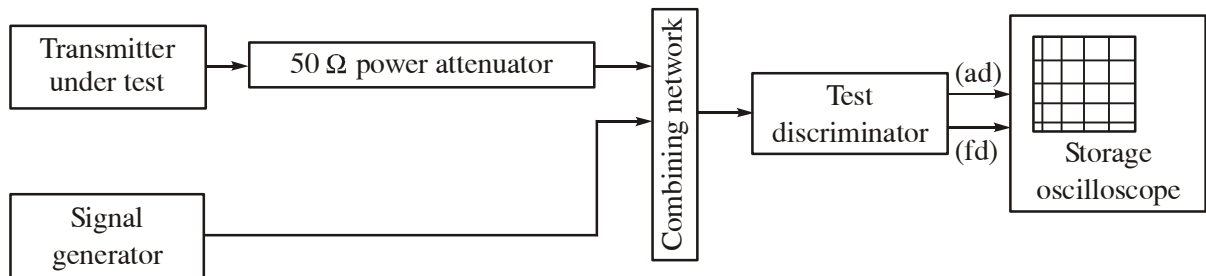 Transmitter
under test
50 Ω power attenuator
Combining network
Test
discriminator
(ad)
(fd)
Storage
oscilloscope
Signal
generator